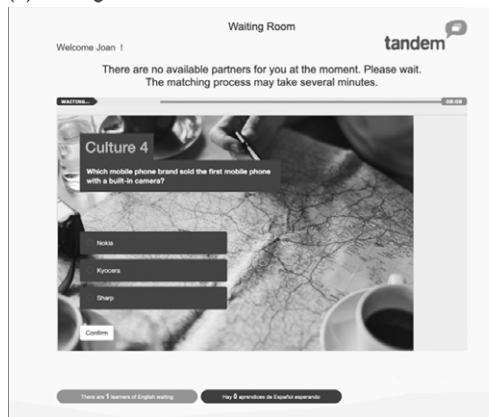 Waiting Room
tandem
Welcome Joan !
There are no available partners for you at the moment. Please wait.
The matching process may take several minutes.
WAITING...
Culture 4
Which mobile phone brand sold the first mobile phone
with a built-in camera?
Nokia
Kyocera
Sharp
Confirm
There are 1 learners of English waiting
Hay 0 aprendices de Español esperando